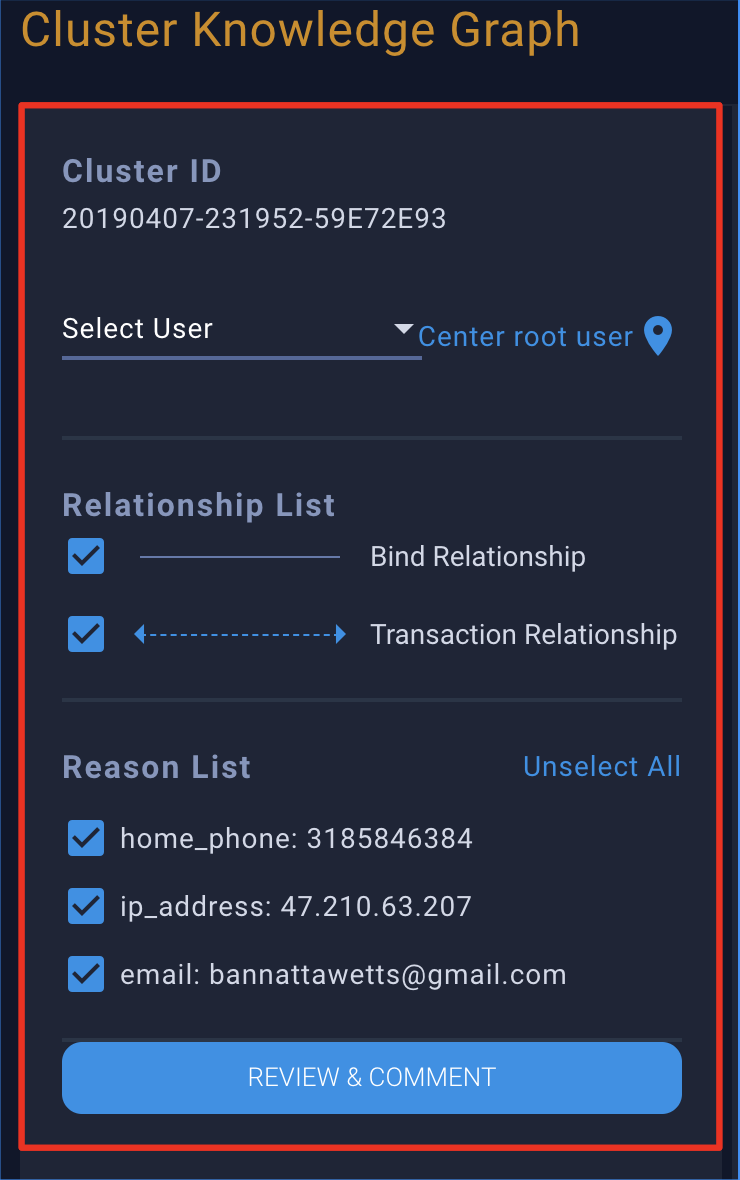 Cluster Knowledge Graph
Cluster ID
20190407-231952-59E72E93
Select User
Center root user
Relationship List
Bind Relationship
Transaction Relationship
Reason List
Unselect All
home_phone: 3185846384
ip_address: 47.210.63.207
email: bannattawetts@gmail.com
REVIEW & COMMENT